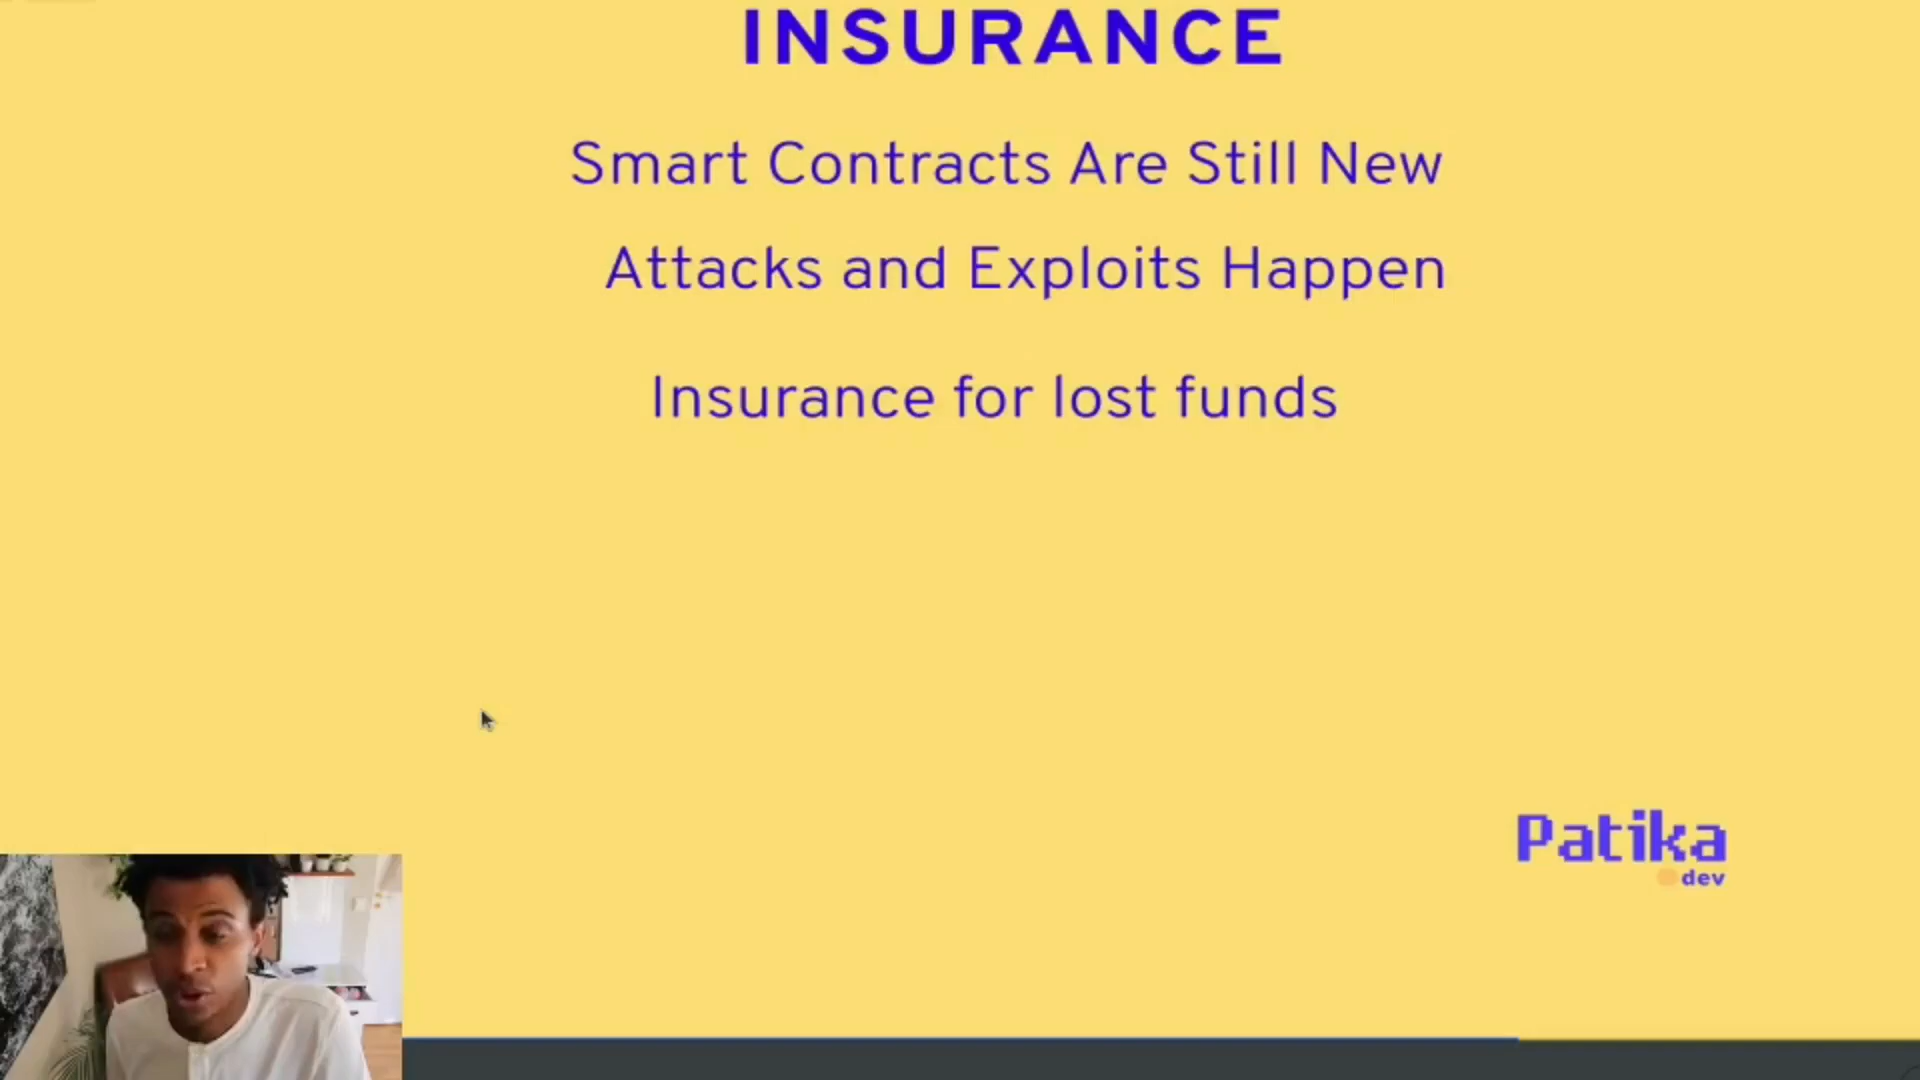 INSURANCE
Smart Contracts Are Still New
Attacks and Exploits Happen
Insurance for lost funds
Patika
dev